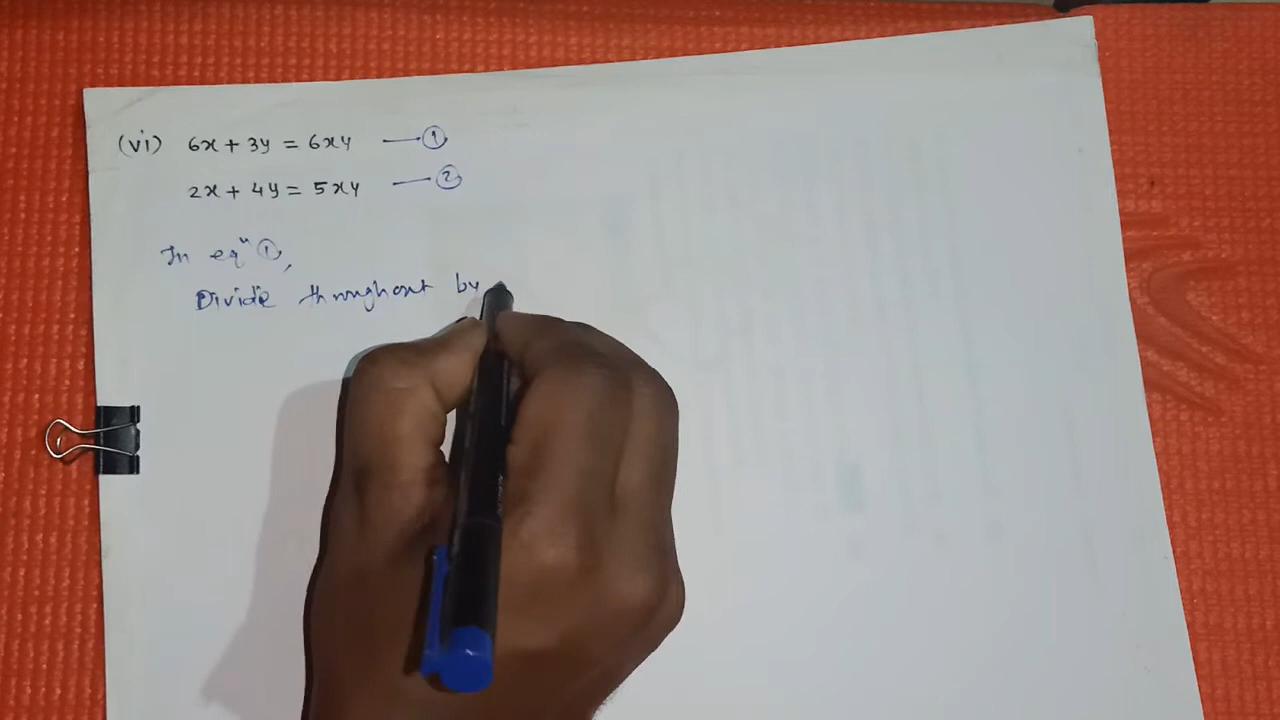 (vi) 6x + 3y = 6xy —①
2x + 4y = 5xy —②
In eqⁿ ①,
Divide throughout by